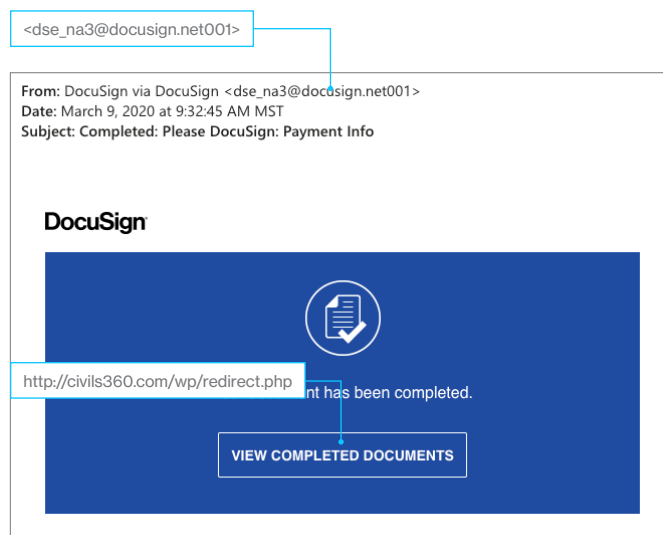 <dse_na3@docusign.net001>
From: DocuSign via DocuSign <dse_na3@docusign.net001>
Date: March 9, 2020 at 9:32:45 AM MST
Subject: Completed: Please DocuSign: Payment Info
DocuSign
http://civils360.com/wp/redirect.php
has been completed.
VIEW COMPLETED DOCUMENTS